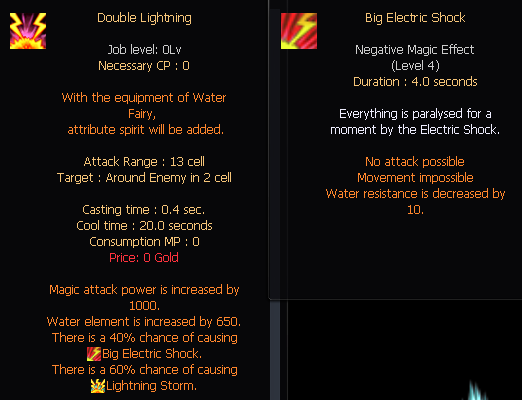 Double Lightning
Job level: 0Lv
Necessary CP : 0
With the equipment of Water
Fairy,
attribute spirit will be added.
Attack Range : 13 cell
Target : Around Enemy in 2 cell
Casting time : 0.4 sec.
Cool time : 20.0 seconds
Consumption MP : 0
Price: 0 Gold
Magic attack power is increased by
1000.
Water element is increased by 650.
There is a 40% chance of causing
Big Electric Shock.
There is a 60% chance of causing
Lightning Storm.
Big Electric Shock
Negative Magic Effect
(Level 4)
Duration : 4.0 seconds
Everything is paralysed for a
moment by the Electric Shock.
No attack possible
Movement impossible
Water resistance is decreased by
10.